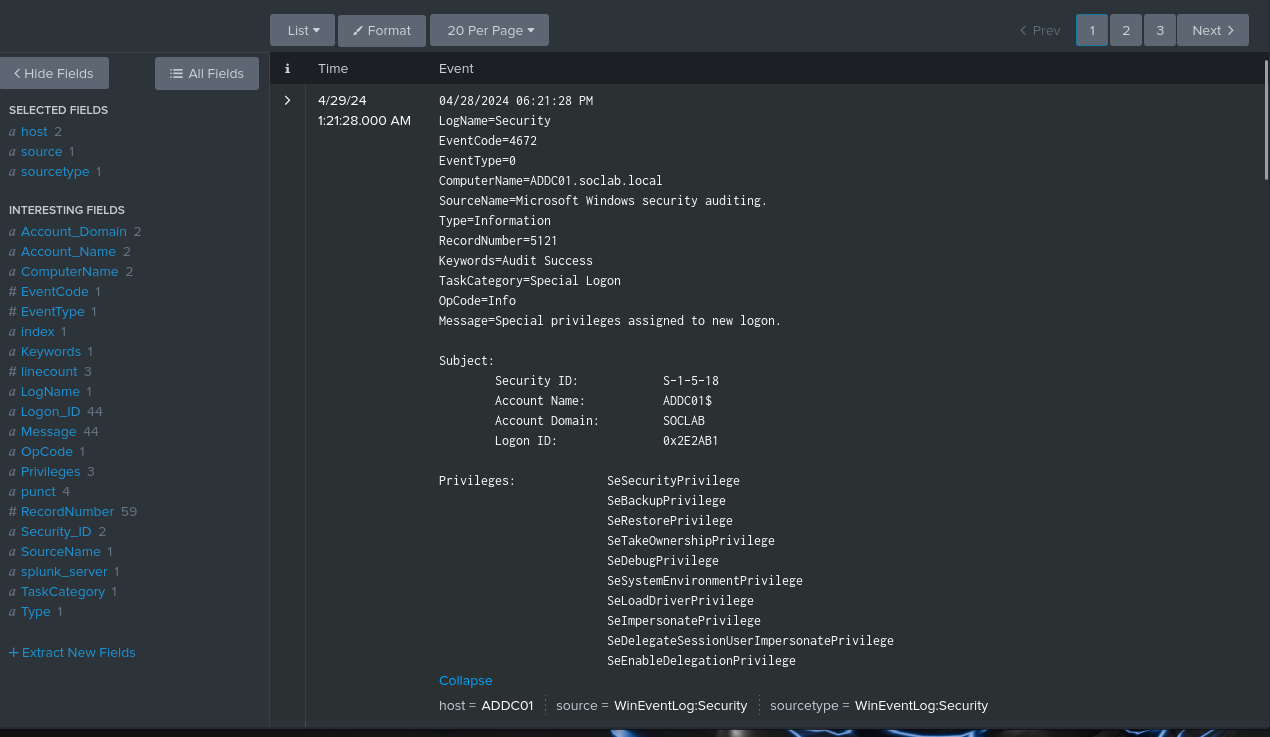 List
Format
20 Per Page
Prev
1
2
3
Next
Hide Fields
All Fields
i
Time
Event
SELECTED FIELDS
a host 2
a source 1
a sourcetype 1
INTERESTING FIELDS
a Account_Domain 2
a Account_Name 2
a ComputerName 2
# EventCode 1
# EventType 1
a index 1
a Keywords 1
# linecount 3
a LogName 1
a Logon_ID 44
a Message 44
a OpCode 1
a Privileges 3
a punct 4
# RecordNumber 59
a Security_ID 2
a SourceName 1
a splunk_server 1
a TaskCategory 1
a Type 1
+ Extract New Fields
4/29/24
1:21:28.000 AM
04/28/2024 06:21:28 PM
LogName=Security
EventCode=4672
EventType=0
ComputerName=ADDC01.soclab.local
SourceName=Microsoft Windows security auditing.
Type=Information
RecordNumber=5121
Keywords=Audit Success
TaskCategory=Special Logon
OpCode=Info
Message=Special privileges assigned to new logon.
Subject:
Security ID: S-1-5-18
Account Name: ADDC01$
Account Domain: SOCLAB
Logon ID: 0x2E2AB1
Privileges: SeSecurityPrivilege
SeBackupPrivilege
SeRestorePrivilege
SeTakeOwnershipPrivilege
SeDebugPrivilege
SeSystemEnvironmentPrivilege
SeLoadDriverPrivilege
SeImpersonatePrivilege
SeDelegateSessionUserImpersonatePrivilege
SeEnableDelegationPrivilege
Collapse
host = ADDC01 source = WinEventLog:Security sourcetype = WinEventLog:Security